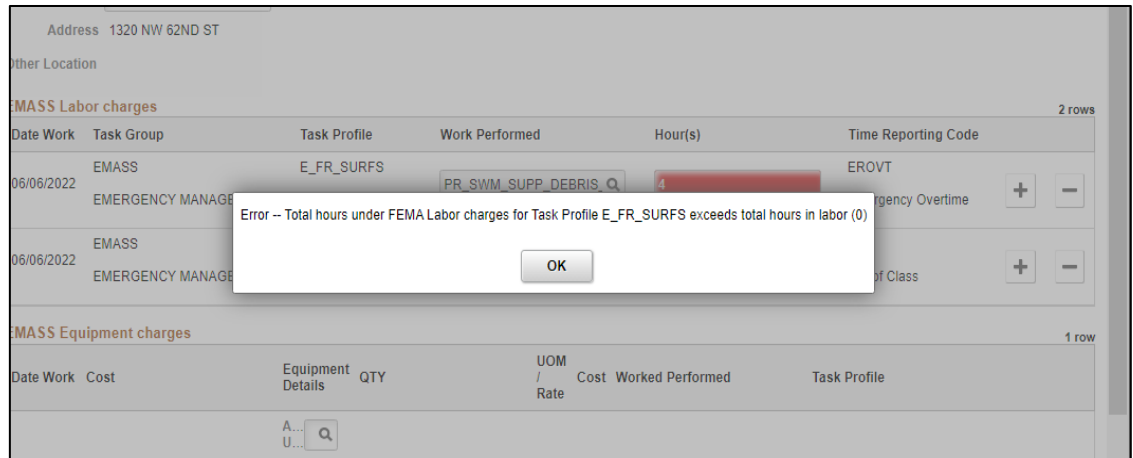 Address 1320 NW 62ND ST
Other Location
EMASS Labor charges 2 rows
Date Work Task Group Task Profile Work Performed Hour(s) Time Reporting Code
06/06/2022 EMASS E_FR_SURFS PR_SWM_SUPP_DEBRIS_ 4 EROVT
EMERGENCY MANAGE rgency Overtime + −
Error -- Total hours under FEMA Labor charges for Task Profile E_FR_SURFS exceeds total hours in labor (0)
OK
06/06/2022 EMASS
EMERGENCY MANAGE of Class + −
EMASS Equipment charges 1 row
Date Work Cost Equipment Details QTY UOM / Rate Cost Worked Performed Task Profile
A...
U...